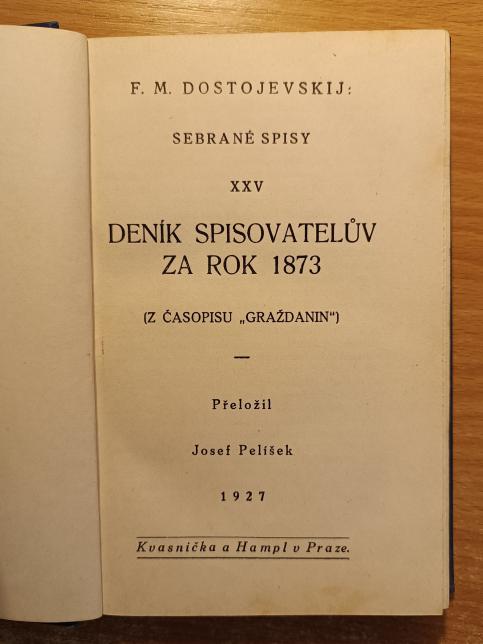 F. M. DOSTOJEVSKIJ:
SEBRANÉ SPISY
XXV
DENÍK SPISOVATELŮV
ZA ROK 1873
(Z ČASOPISU „GRAŽDANIN“)
—
Přeložil
Josef Pelíšek
1927
Kvasnička a Hampl v Praze.